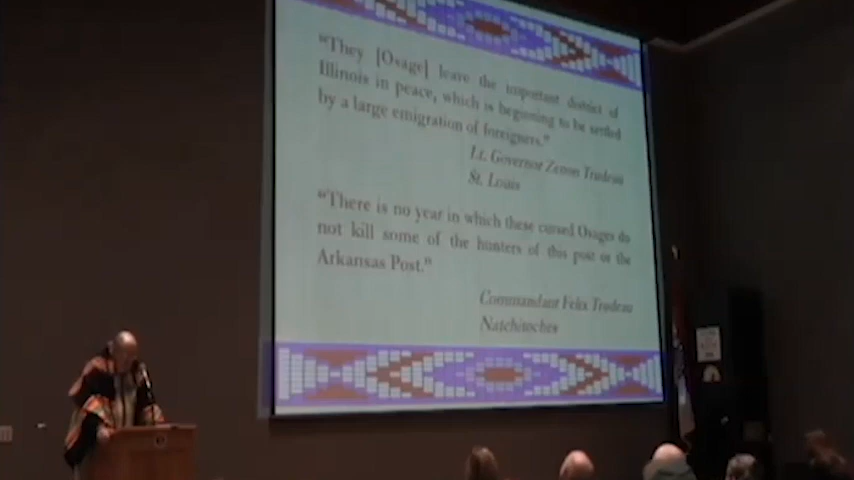 “They [Osage] leave the important district of
Illinois in peace, which is beginning to be settled
by a large emigration of foreigners.”
Lt. Governor Zenon Trudeau
St. Louis
“There is no year in which these cursed Osages do
not kill some of the hunters of this post or the
Arkansas Post.”
Commandant Felix Trudeau
Natchitoches